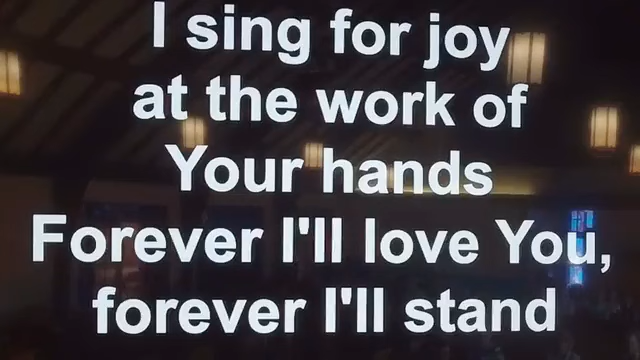 I sing for joy
at the work of
Your hands
Forever I'll love You,
forever I'll stand